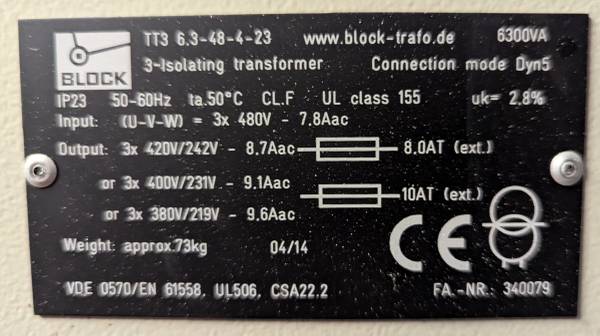 BLOCK
TT3 6.3-48-4-23 www.block-trafo.de 6300VA
3~Isolating transformer Connection mode Dyn5
IP23 50-60Hz ta.50°C CL.F UL class 155 uk= 2.8%
Input: (U-V-W) = 3x 480V - 7.8Aac
Output: 3x 420V/242V - 8.7Aac 8.0AT (ext.)
or 3x 400V/231V - 9.1Aac
10AT (ext.)
or 3x 380V/219V - 9.6Aac
Weight: approx.73kg 04/14
CE
VDE 0570/EN 61558, UL506, CSA22.2 FA.-NR.: 340079